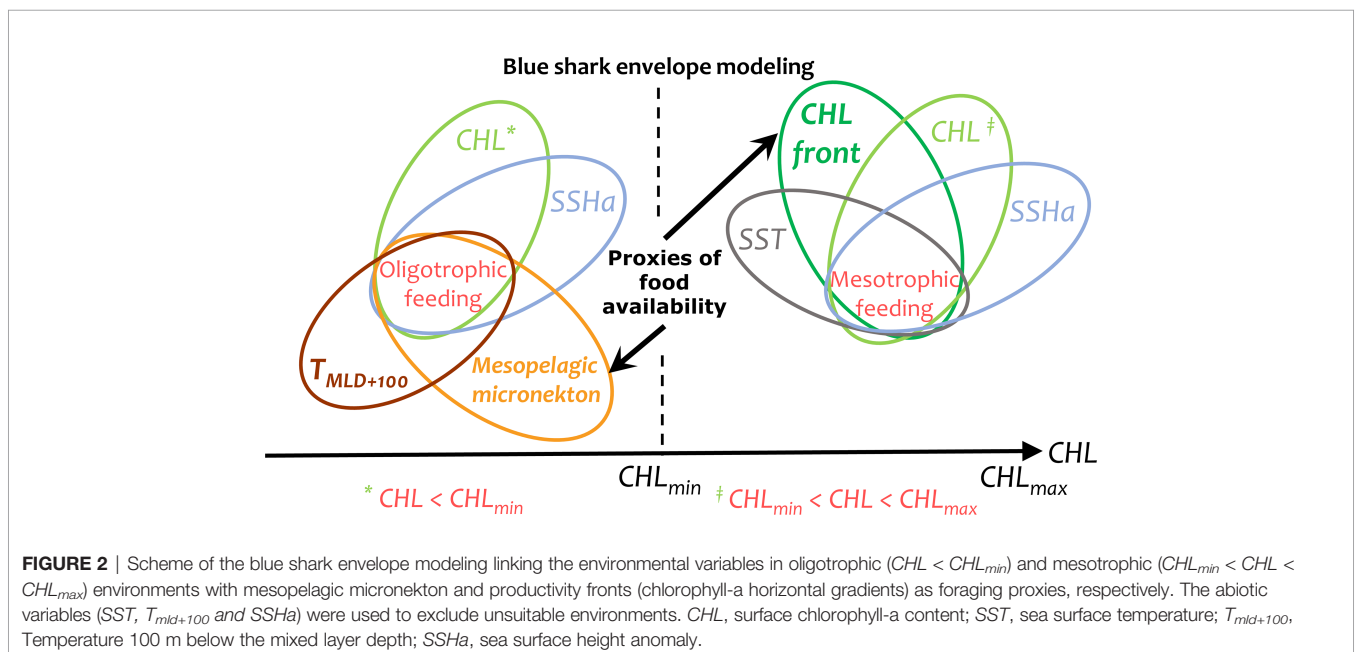 Blue shark envelope modeling
CHL*
SSHa
Oligotrophic
feeding
T_MLD+100
Mesopelagic
micronekton
Proxies of
food
availability
CHL
front
CHL ‡
SST
SSHa
Mesotrophic
feeding
CHL
CHL_min
CHL_max
* CHL < CHL_min
‡ CHL_min < CHL < CHL_max
FIGURE 2 | Scheme of the blue shark envelope modeling linking the environmental variables in oligotrophic (CHL < CHL_min) and mesotrophic (CHL_min < CHL <
CHL_max) environments with mesopelagic micronekton and productivity fronts (chlorophyll-a horizontal gradients) as foraging proxies, respectively. The abiotic
variables (SST, T_mld+100 and SSHa) were used to exclude unsuitable environments. CHL, surface chlorophyll-a content; SST, sea surface temperature; T_mld+100,
Temperature 100 m below the mixed layer depth; SSHa, sea surface height anomaly.